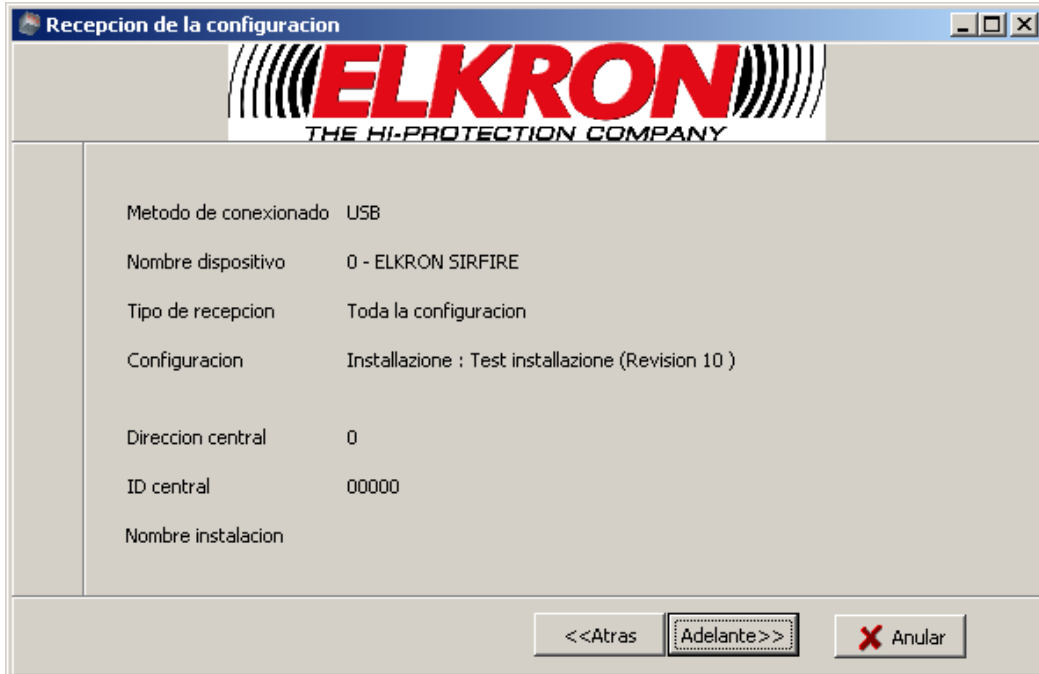 Recepcion de la configuracion
ELKRON
THE HI-PROTECTION COMPANY
Metodo de conexionado USB
Nombre dispositivo 0 - ELKRON SIRFIRE
Tipo de recepcion Toda la configuracion
Configuracion Installazione : Test installazione (Revision 10 )
Direccion central 0
ID central 00000
Nombre instalacion
<<Atras Adelante>> Anular